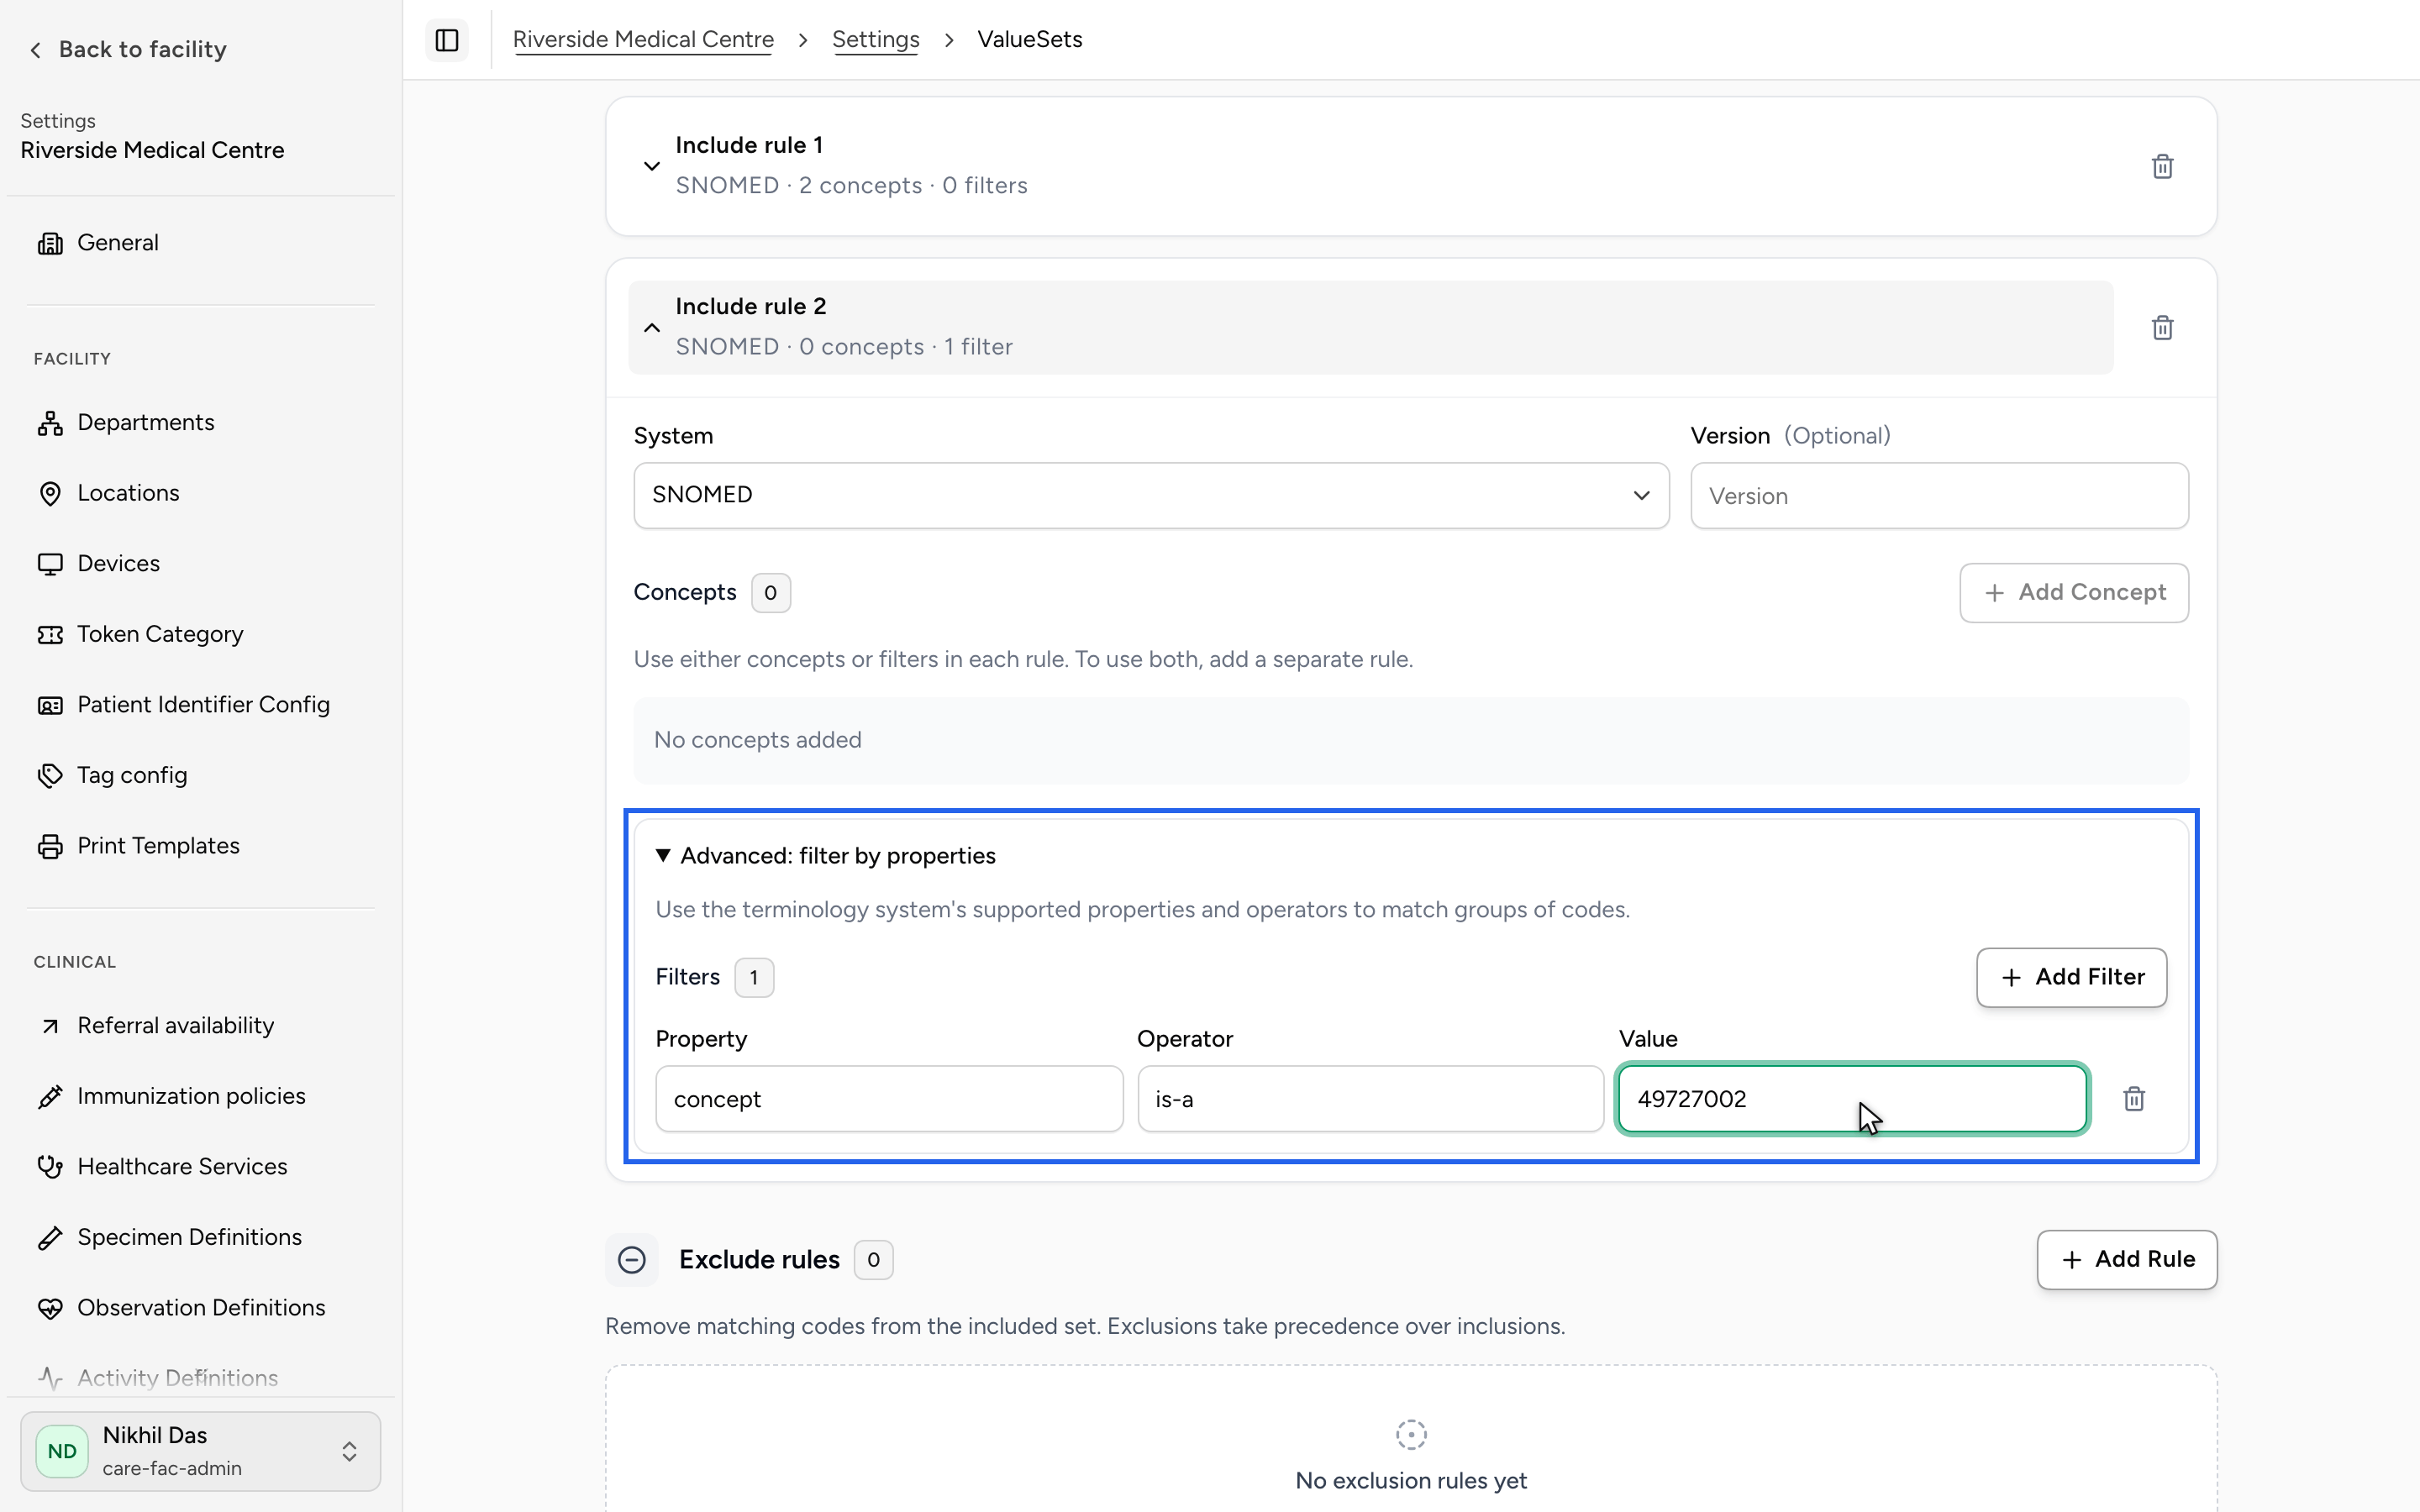 Back to facility
Settings
Riverside Medical Centre
General
FACILITY
Departments
Locations
Devices
Token Category
Patient Identifier Config
Tag config
Print Templates
CLINICAL
Referral availability
Immunization policies
Healthcare Services
Specimen Definitions
Observation Definitions
Activity Definitions
ND
Nikhil Das
care-fac-admin
Riverside Medical Centre > Settings > ValueSets
Include rule 1
SNOMED · 2 concepts · 0 filters
Include rule 2
SNOMED · 0 concepts · 1 filter
System
Version (Optional)
SNOMED
Version
Concepts 0
+ Add Concept
Use either concepts or filters in each rule. To use both, add a separate rule.
No concepts added
Advanced: filter by properties
Use the terminology system's supported properties and operators to match groups of codes.
Filters 1
+ Add Filter
Property Operator Value
concept is-a 49727002
Exclude rules 0
+ Add Rule
Remove matching codes from the included set. Exclusions take precedence over inclusions.
No exclusion rules yet